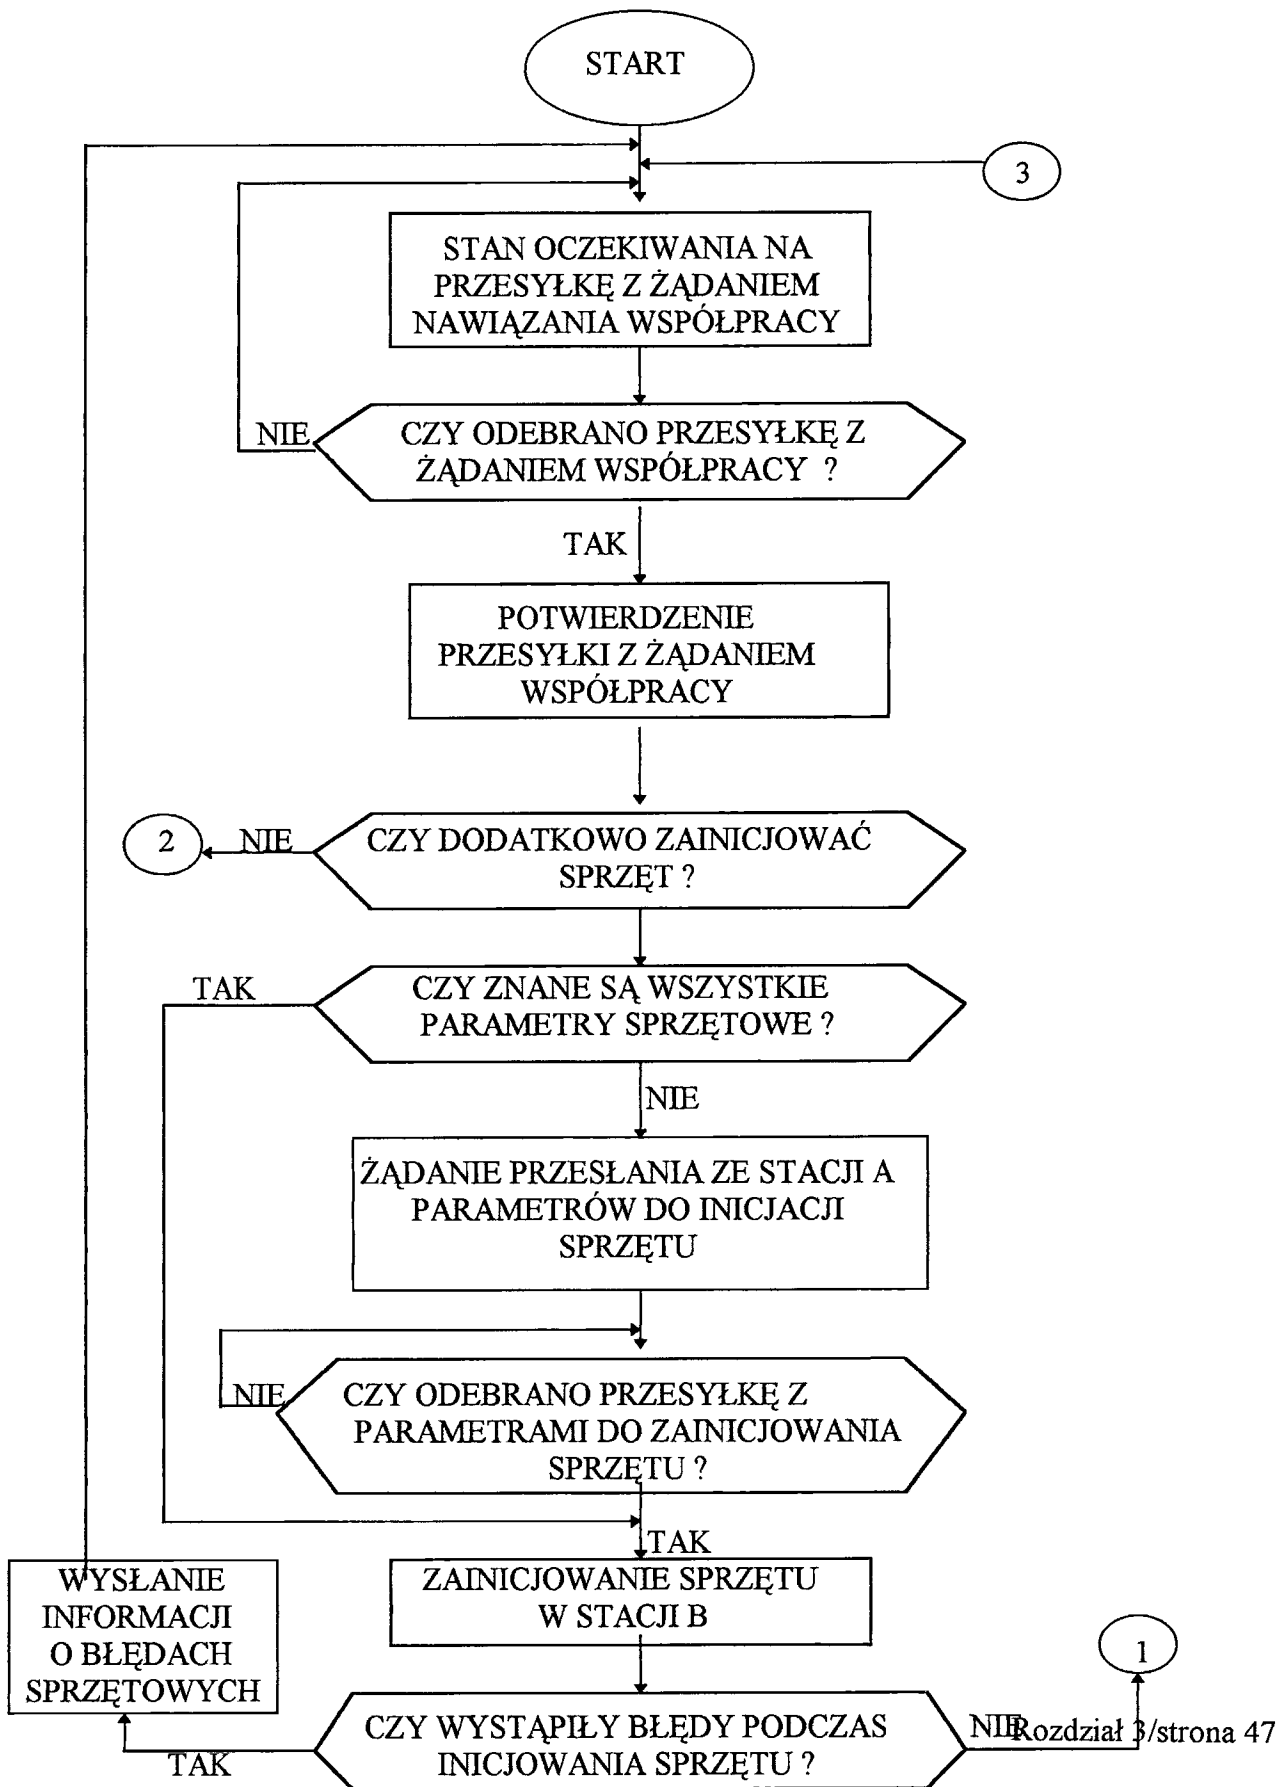 START
3
STAN OCZEKIWANIA NA
PRZESYŁKĘ Z ŻĄDANIEM
NAWIĄZANIA WSPÓŁPRACY
NIE
CZY ODEBRANO PRZESYŁKĘ Z
ŻĄDANIEM WSPÓŁPRACY ?
TAK
POTWIERDZENIE
PRZESYŁKI Z ŻĄDANIEM
WSPÓŁPRACY
2
NIE
CZY DODATKOWO ZAINICJOWAĆ
SPRZĘT ?
TAK
CZY ZNANE SĄ WSZYSTKIE
PARAMETRY SPRZĘTOWE ?
NIE
ŻĄDANIE PRZESŁANIA ZE STACJI A
PARAMETRÓW DO INICJACJI
SPRZĘTU
NIE
CZY ODEBRANO PRZESYŁKĘ Z
PARAMETRAMI DO ZAINICJOWANIA
SPRZĘTU ?
TAK
WYSŁANIE
INFORMACJI
O BŁĘDACH
SPRZĘTOWYCH
ZAINICJOWANIE SPRZĘTU
W STACJI B
1
CZY WYSTĄPIŁY BŁĘDY PODCZAS
INICJOWANIA SPRZĘTU ?
TAK
NIE
Rozdział 3/strona 47